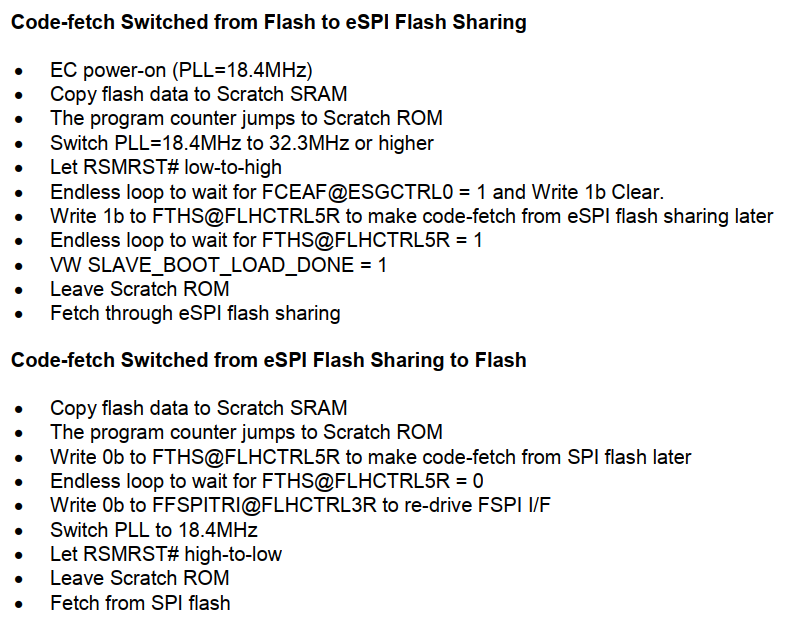 Code-fetch Switched from Flash to eSPI Flash Sharing
• EC power-on (PLL=18.4MHz)
• Copy flash data to Scratch SRAM
• The program counter jumps to Scratch ROM
• Switch PLL=18.4MHz to 32.3MHz or higher
• Let RSMRST# low-to-high
• Endless loop to wait for FCEAF@ESGCTRL0 = 1 and Write 1b Clear.
• Write 1b to FTHS@FLHCTRL5R to make code-fetch from eSPI flash sharing later
• Endless loop to wait for FTHS@FLHCTRL5R = 1
• VW SLAVE_BOOT_LOAD_DONE = 1
• Leave Scratch ROM
• Fetch through eSPI flash sharing
Code-fetch Switched from eSPI Flash Sharing to Flash
• Copy flash data to Scratch SRAM
• The program counter jumps to Scratch ROM
• Write 0b to FTHS@FLHCTRL5R to make code-fetch from SPI flash later
• Endless loop to wait for FTHS@FLHCTRL5R = 0
• Write 0b to FFSPITRI@FLHCTRL3R to re-drive FSPI I/F
• Switch PLL to 18.4MHz
• Let RSMRST# high-to-low
• Leave Scratch ROM
• Fetch from SPI flash